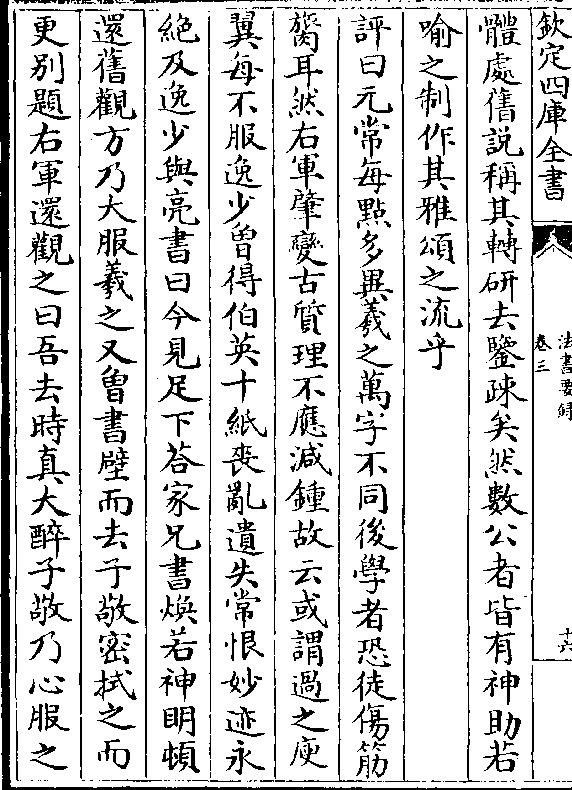 欽定四庫全書
法書要録
卷三
十六
體處舊說稱其轉研去鑒疎矣然數公者皆有神助若
喻之制作其雅頌之流乎
評曰元常每點多異羲之萬字不同後學者恐徒傷筋
膂耳然右軍肇變古質理不應減鍾故云或謂過之庾
翼每不服逸少曽得伯英十紙喪亂遺失常恨妙迹永
絶及逸少與亮書曰今見足下荅家兄書煥若神明頓
還舊觀方乃大服羲之又曽書壁而去子敬密拭之而
更别題右軍還觀之曰吾去時真大醉子敬乃心服之